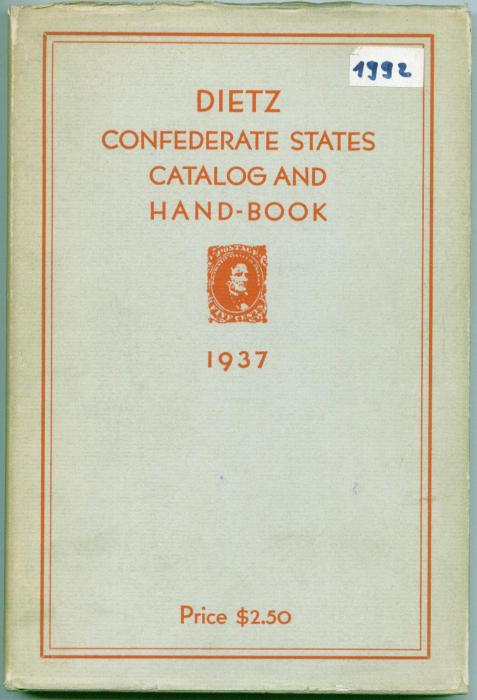 1992
DIETZ
CONFEDERATE STATES
CATALOG AND
HAND-BOOK
POSTAGE
FIVE CENTS
1937
Price $2.50